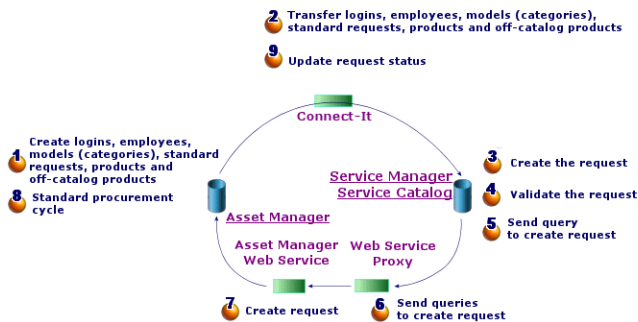 2 Transfer logins, employees, models (categories),
standard requests, products and off-catalog products
9 Update request status
Connect-It
1 Create logins, employees,
models (categories), standard
requests, products and
off-catalog products
8 Standard procurement
cycle
Asset Manager
Service Manager
Service Catalog
3 Create the request
4 Validate the request
5 Send query
to create request
Asset Manager
Web Service
Web Service
Proxy
7 Create request
6 Send queries
to create request